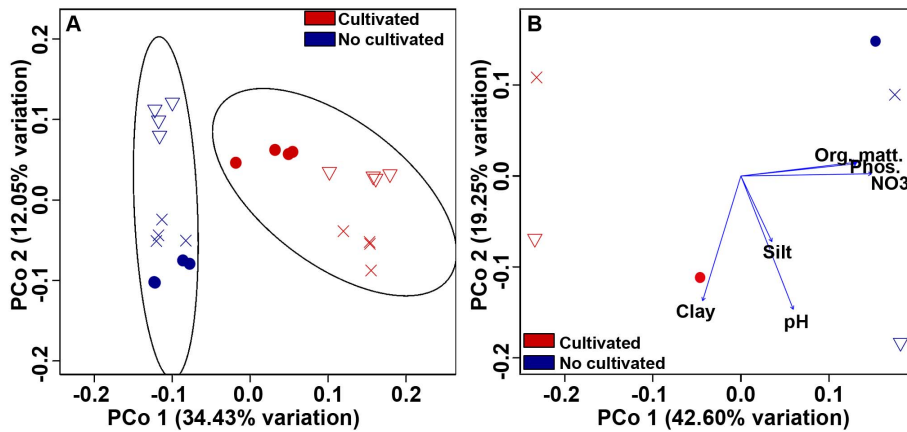 A
Cultivated
No cultivated
0.2
0.1
0.0
-0.1
-0.2
PCo 2 (12.05% variation)
-0.2
-0.1
0.0
0.1
0.2
PCo 1 (34.43% variation)
B
0.1
0.0
-0.1
-0.2
PCo 2 (19.25% variation)
Org. matt.
Phos.
NO3
Silt
Clay
pH
Cultivated
No cultivated
-0.2
-0.1
0.0
0.1
PCo 1 (42.60% variation)